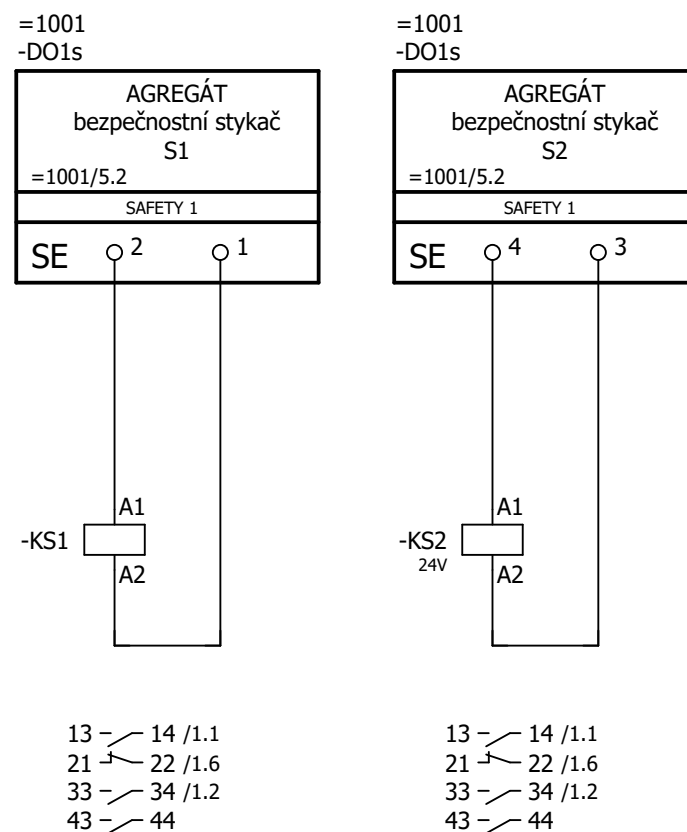 =1001
-DO1s
AGREGÁT
bezpečnostní stykač
S1
=1001/5.2
SAFETY 1
SE 2 1
A1
-KS1
A2
13 14 /1.1
21 22 /1.6
33 34 /1.2
43 44
=1001
-DO1s
AGREGÁT
bezpečnostní stykač
S2
=1001/5.2
SAFETY 1
SE 4 3
A1
-KS2
24V
A2
13 14 /1.1
21 22 /1.6
33 34 /1.2
43 44